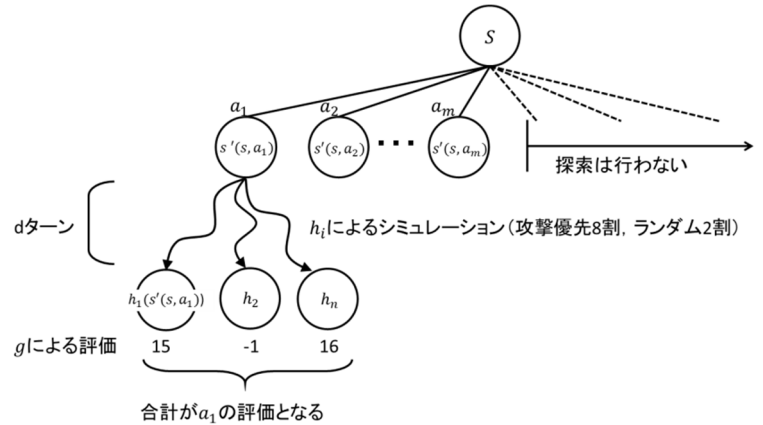 S
a₁ a₂ aₘ
s'(s,a₁) s'(s,a₂) ··· s'(s,aₘ)
探索は行わない
dターン
hᵢによるシミュレーション（攻撃優先8割，ランダム2割）
h₁(s'(s,a₁)) h₂ hₙ
gによる評価 15 -1 16
合計がa₁の評価となる